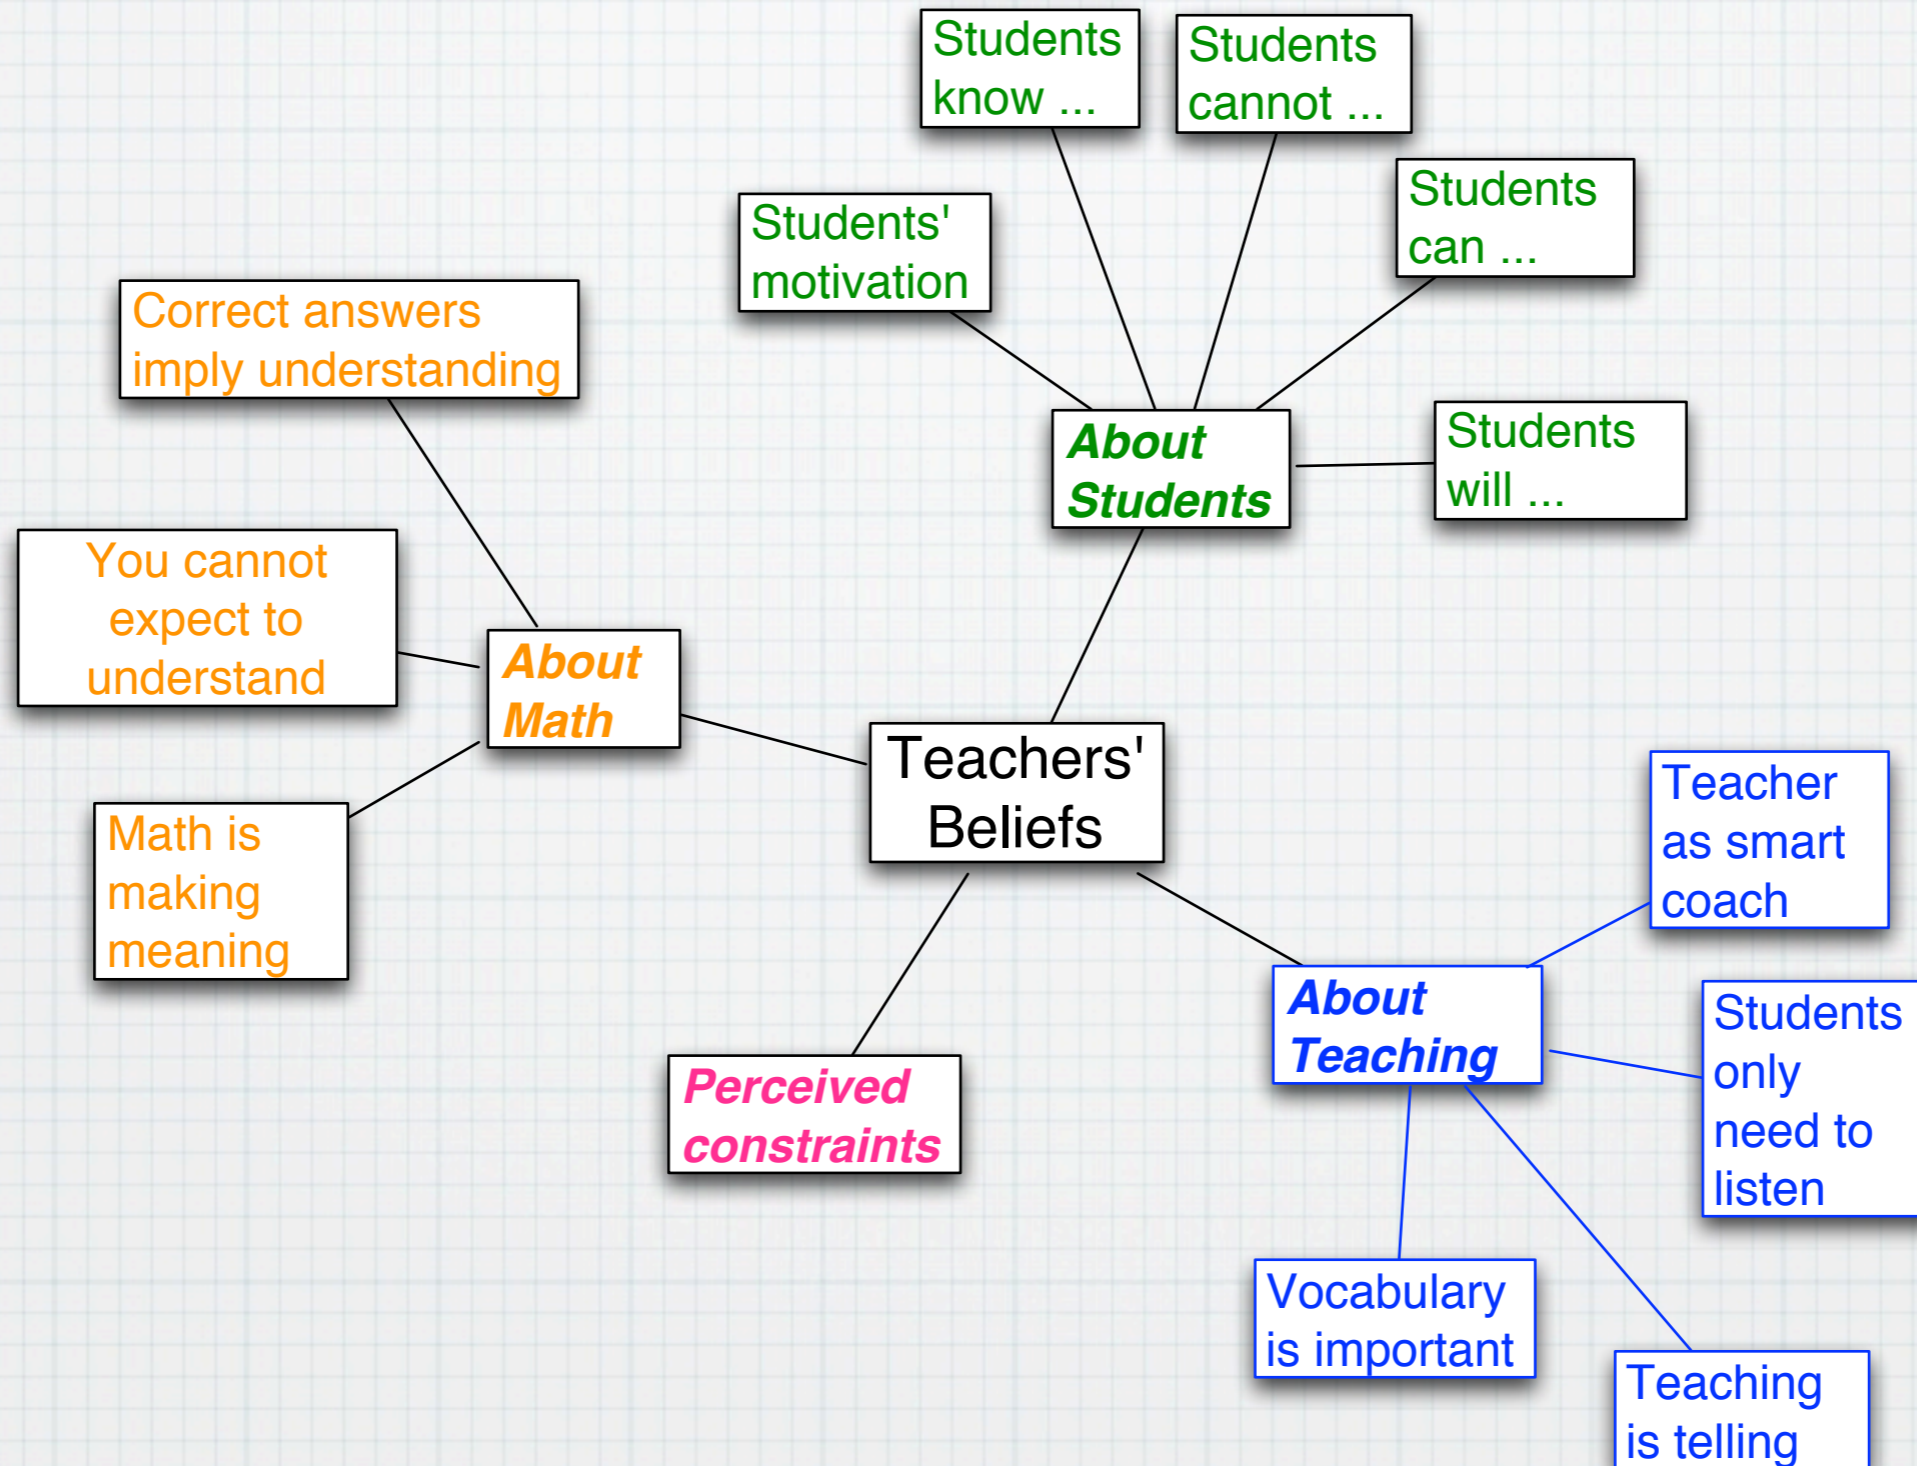 Students
know ...
Students
cannot ...
Students
can ...
Students'
motivation
Correct answers
imply understanding
About
Students
Students
will ...
You cannot
expect to
understand
About
Math
Teachers'
Beliefs
Math is
making
meaning
Teacher
as smart
coach
About
Teaching
Students
only
need to
listen
Perceived
constraints
Vocabulary
is important
Teaching
is telling